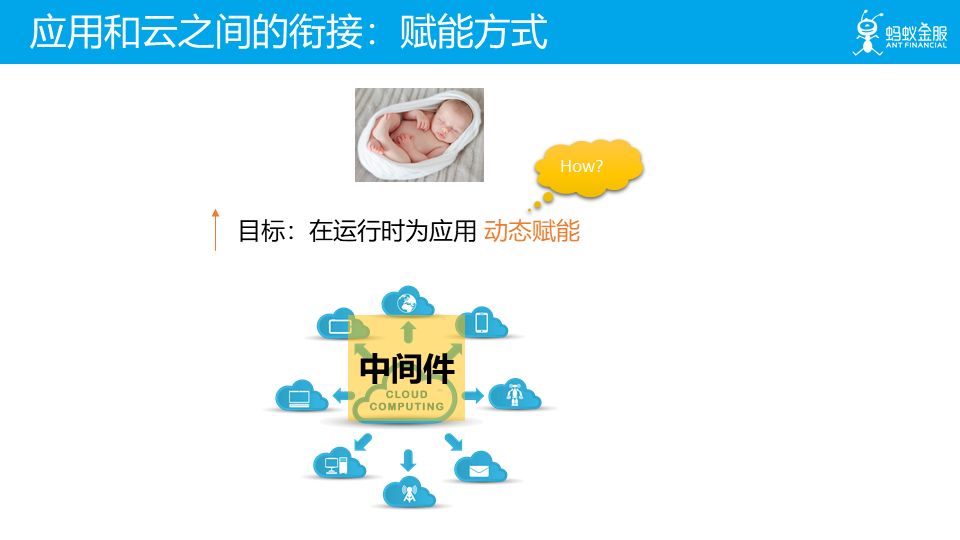 应用和云之间的衔接：赋能方式
蚂蚁金服
ANT FINANCIAL
How?
目标：在运行时为应用 动态赋能
中间件
CLOUD
COMPUTING